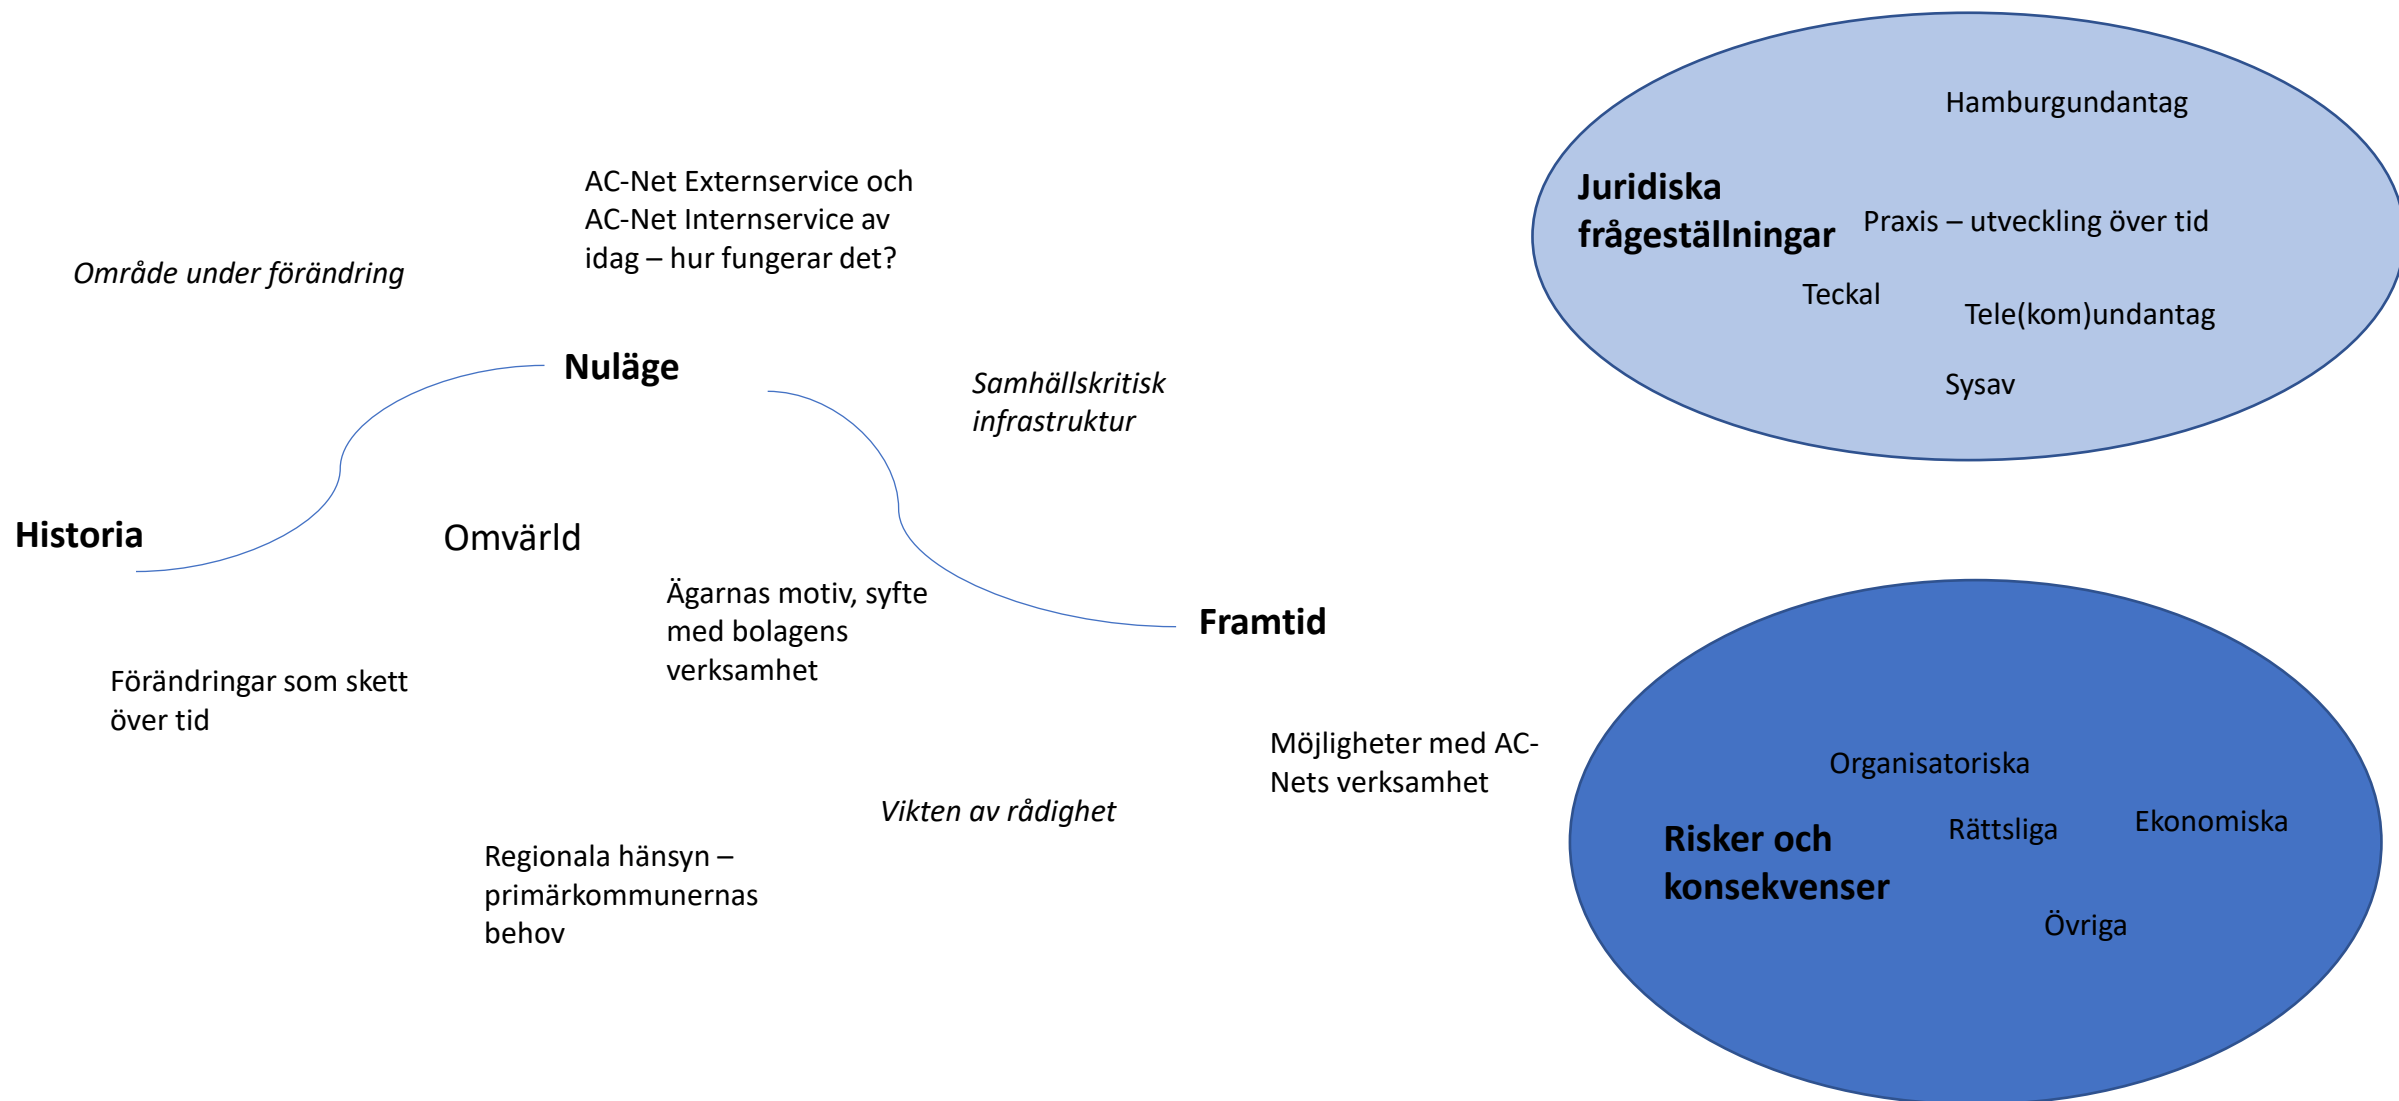 Område under förändring
AC-Net Externservice och
AC-Net Internservice av
idag – hur fungerar det?
Nuläge
Samhällskritisk
infrastruktur
Historia
Omvärld
Ägarnas motiv, syfte
med bolagens
verksamhet
Framtid
Förändringar som skett
över tid
Möjligheter med AC-
Nets verksamhet
Vikten av rådighet
Regionala hänsyn –
primärkommunernas
behov
Hamburgundantag
Juridiska
frågeställningar
Praxis – utveckling över tid
Teckal
Tele(kom)undantag
Sysav
Organisatoriska
Rättsliga
Ekonomiska
Risker och
konsekvenser
Övriga